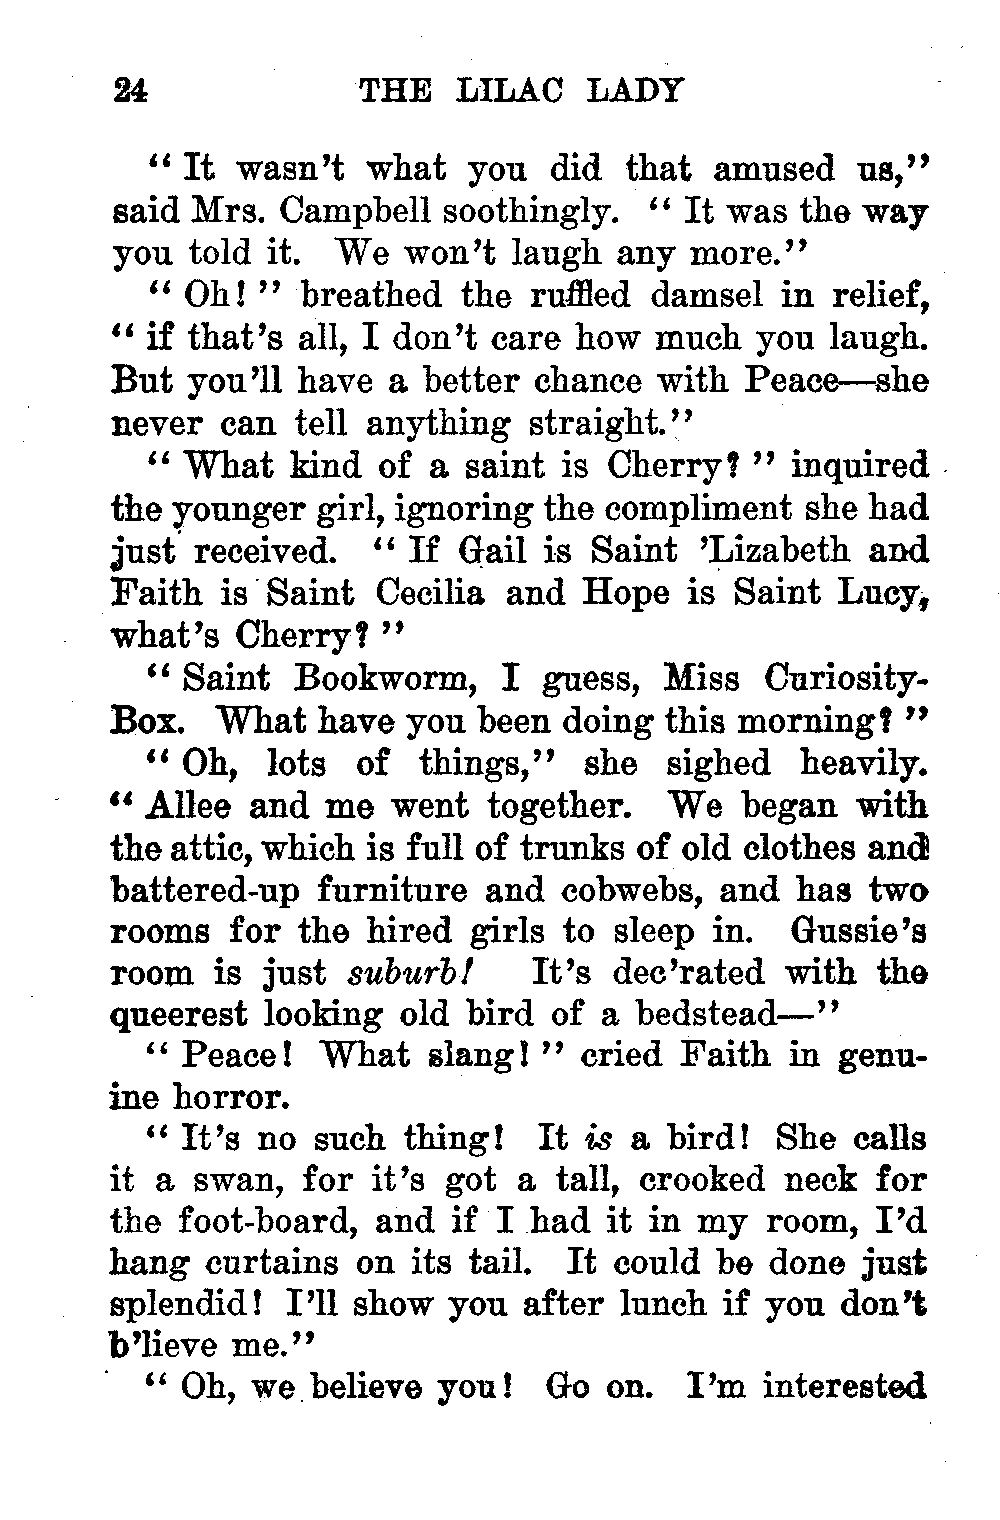 24 THE LILAC LADY
“ It wasn’t what you did that amused us,”
said Mrs. Campbell soothingly. “ It was the way
you told it. We won’t laugh any more.”
“ Oh! ” breathed the ruffled damsel in relief,
“ if that’s all, I don’t care how much you laugh.
But you’ll have a better chance with Peace—she
never can tell anything straight.”
“ What kind of a saint is Cherry? ” inquired
the younger girl, ignoring the compliment she had
just received. “ If Gail is Saint ’Lizabeth and
Faith is Saint Cecilia and Hope is Saint Lucy,
what’s Cherry? ”
“ Saint Bookworm, I guess, Miss Curiosity-
Box. What have you been doing this morning? ”
“ Oh, lots of things,” she sighed heavily.
“ Allee and me went together. We began with
the attic, which is full of trunks of old clothes and
battered-up furniture and cobwebs, and has two
rooms for the hired girls to sleep in. Gussie’s
room is just suburb! It’s dec’rated with the
queerest looking old bird of a bedstead—”
“ Peace! What slang! ” cried Faith in genu-
ine horror.
“ It’s no such thing! It is a bird! She calls
it a swan, for it’s got a tall, crooked neck for
the foot-board, and if I had it in my room, I’d
hang curtains on its tail. It could be done just
splendid! I’ll show you after lunch if you don’t
b’lieve me.”
“ Oh, we believe you! Go on. I’m interested